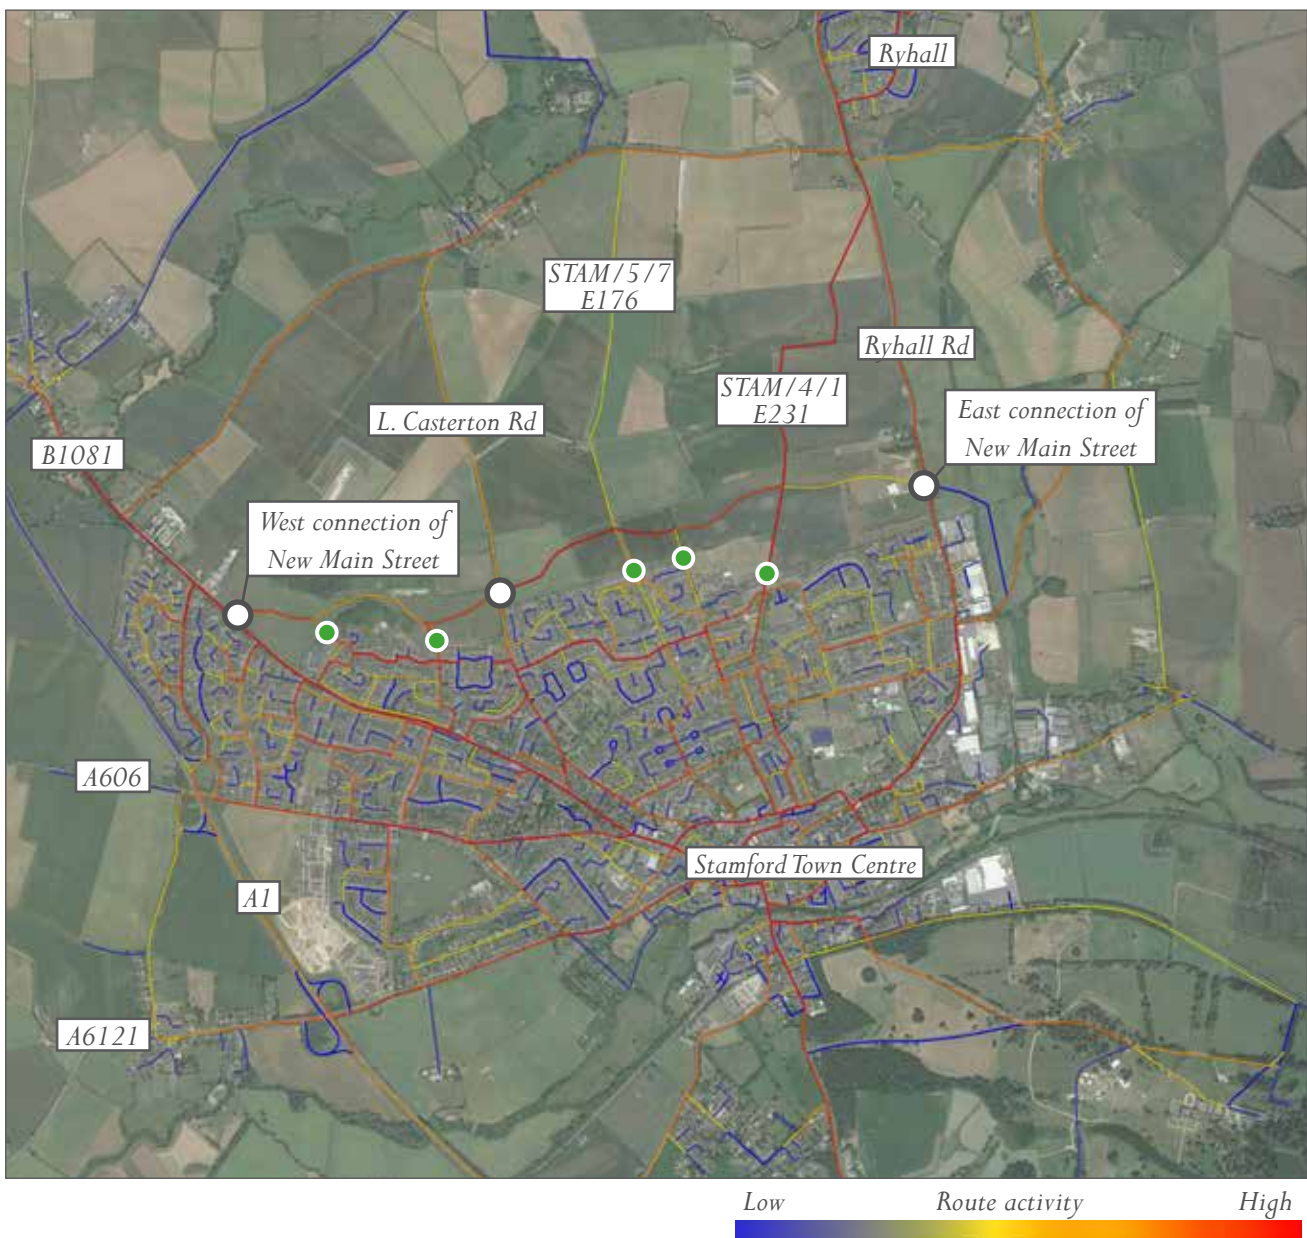 Ryhall
STAM/5/7
E176
Ryhall Rd
STAM/4/1
E231
L. Casterton Rd
East connection of
New Main Street
B1081
West connection of
New Main Street
A606
Stamford Town Centre
A1
A6121
Low Route activity High